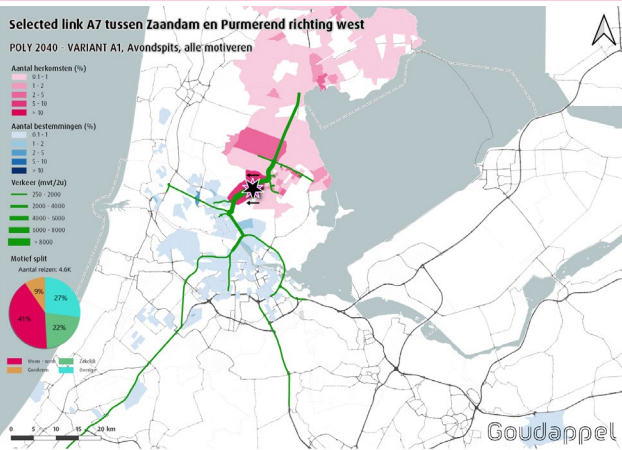 Selected link A7 tussen Zaandam en Purmerend richting west
POLY 2040 - VARIANT A1, Avondspits, alle motieven
Aantal herkomsten (%)
0.1 - 1
1 - 2
2 - 5
5 - 10
> 10
Aantal bestemmingen (%)
0.1 - 1
1 - 2
2 - 5
5 - 10
> 10
Verkeer (mvt/2u)
250 - 2000
2000 - 4000
4000 - 6000
6000 - 8000
> 8000
Motief split
Aantal reizen: 4.6K
9%
27%
41%
22%
Woon - werk
Zakelijk
Goederen
Overige
0 5 10 15 20 km
Goudappel